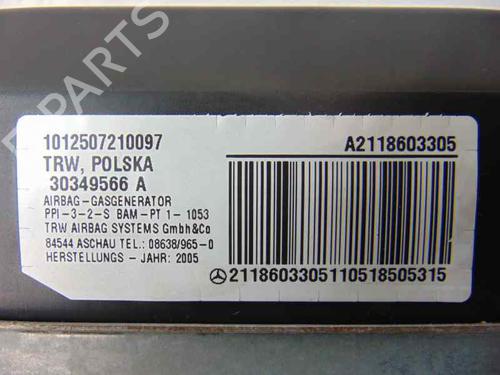 1012507210097
TRW, POLSKA
30349566 A
AIRBAG-GASGENERATOR
PPI-3-2-S BAM-PT 1- 1053
TRW AIRBAG SYSTEMS GmbH&Co
84544 ASCHAU TEL.: 08638/965-0
HERSTELLUNGS - JAHR: 2005
A2118603305
2118603305110518505315
B-PARTS